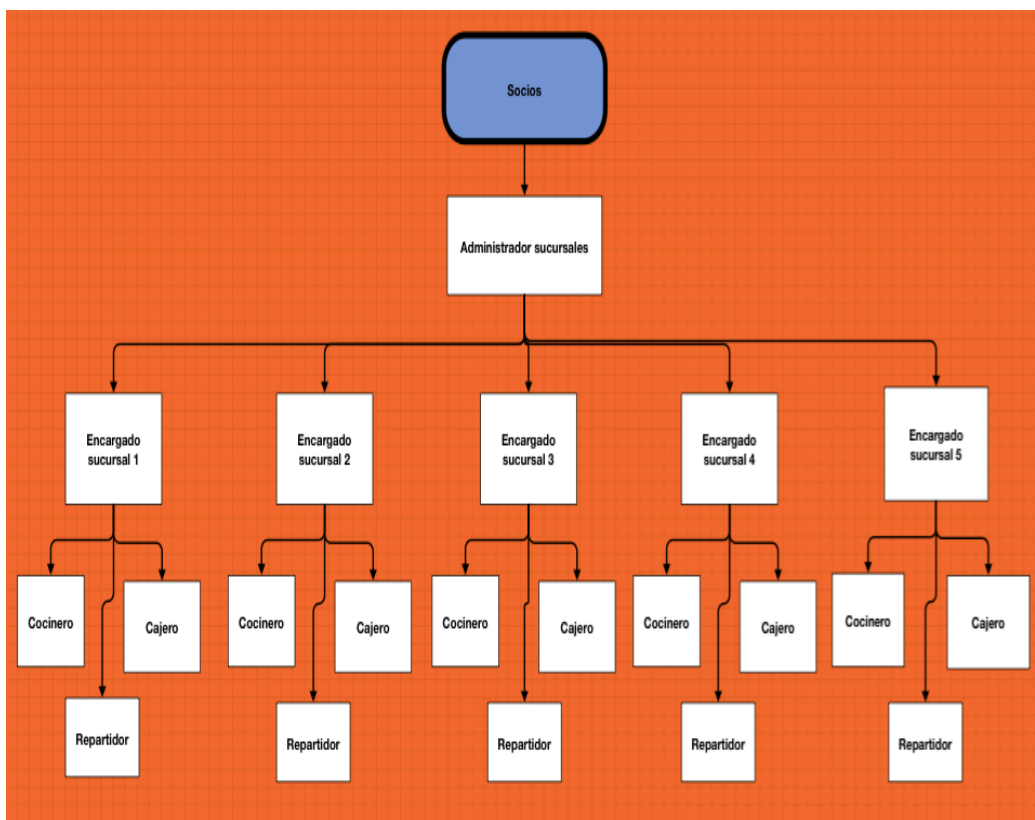 Socios
Administrador sucursales
Encargado
sucursal 1
Encargado
sucursal 2
Encargado
sucursal 3
Encargado
sucursal 4
Encargado
sucursal 5
Cocinero
Cajero
Cocinero
Cajero
Cocinero
Cajero
Cocinero
Cajero
Cocinero
Cajero
Repartidor
Repartidor
Repartidor
Repartidor
Repartidor